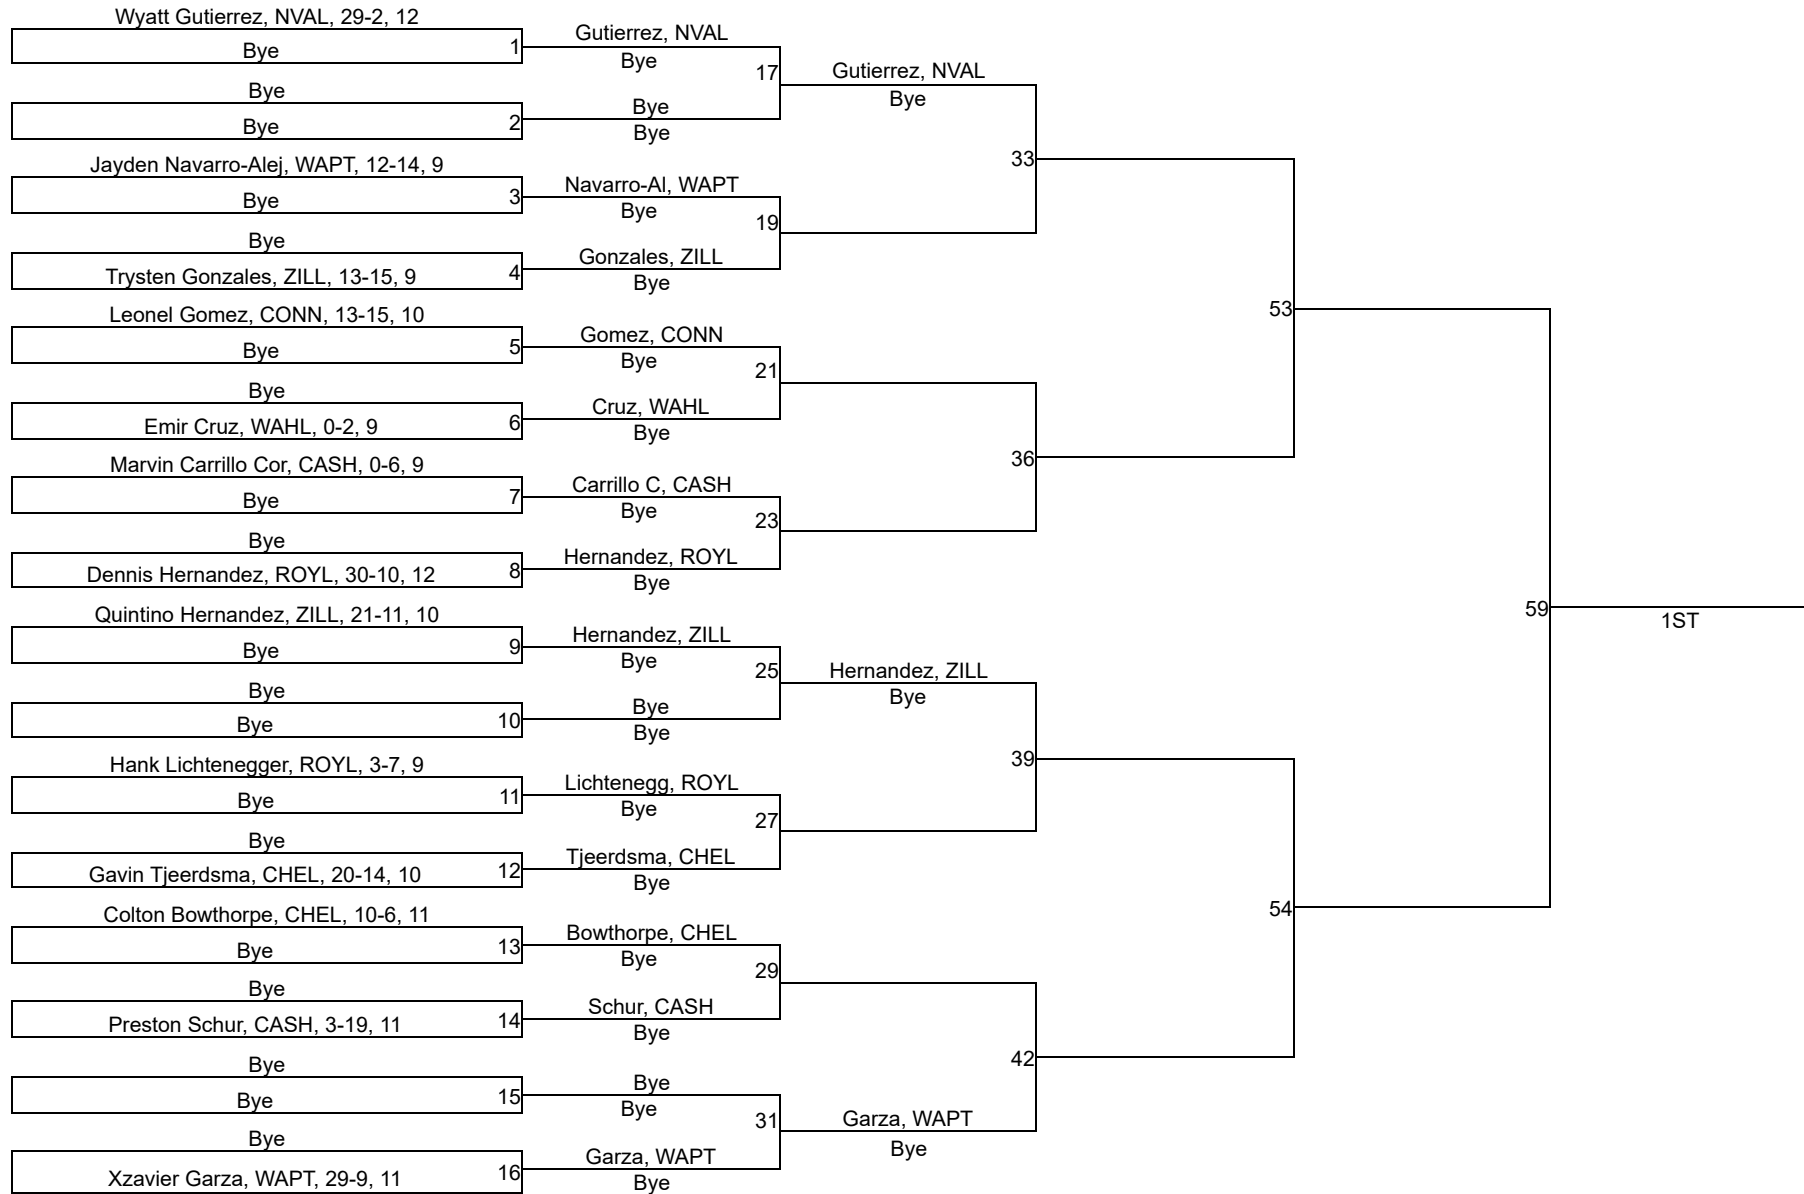 Wyatt Gutierrez, NVAL, 29-2, 12
Bye
1
Bye
Bye
2
Jayden Navarro-Alej, WAPT, 12-14, 9
Bye
3
Bye
Trysten Gonzales, ZILL, 13-15, 9
4
Leonel Gomez, CONN, 13-15, 10
Bye
5
Bye
Emir Cruz, WAHL, 0-2, 9
6
Marvin Carrillo Cor, CASH, 0-6, 9
Bye
7
Bye
Dennis Hernandez, ROYL, 30-10, 12
8
Quintino Hernandez, ZILL, 21-11, 10
Bye
9
Bye
Bye
10
Hank Lichtenegger, ROYL, 3-7, 9
Bye
11
Bye
Gavin Tjeerdsma, CHEL, 20-14, 10
12
Colton Bowthorpe, CHEL, 10-6, 11
Bye
13
Bye
Preston Schur, CASH, 3-19, 11
14
Bye
Bye
15
Bye
Xzavier Garza, WAPT, 29-9, 11
16
Gutierrez, NVAL
Bye
17
Bye
Bye
Navarro-Al, WAPT
Bye
19
Gonzales, ZILL
Bye
Gomez, CONN
Bye
21
Cruz, WAHL
Bye
Carrillo C, CASH
Bye
23
Hernandez, ROYL
Bye
Hernandez, ZILL
Bye
25
Bye
Bye
Lichtenegg, ROYL
Bye
27
Tjeerdsma, CHEL
Bye
Bowthorpe, CHEL
Bye
29
Schur, CASH
Bye
Bye
Bye
31
Garza, WAPT
Bye
Gutierrez, NVAL
Bye
33
36
Hernandez, ZILL
Bye
39
42
Garza, WAPT
Bye
53
54
59
1ST